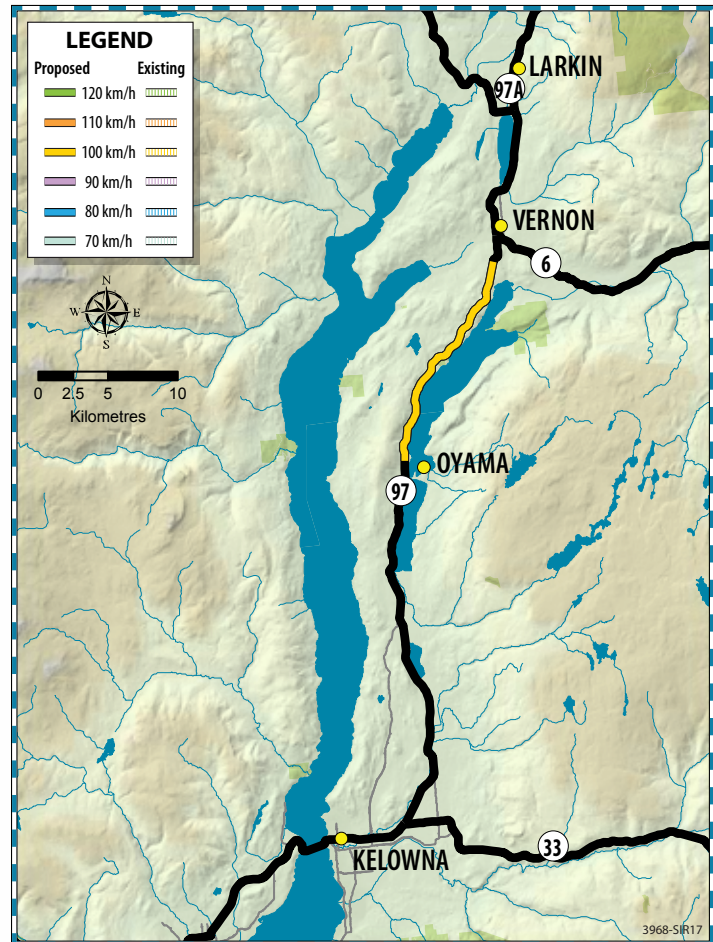 LEGEND
Proposed Existing
120 km/h
110 km/h
100 km/h
90 km/h
80 km/h
70 km/h
N
W E
S
0 2.5 5 10
Kilometres
LARKIN
97A
VERNON
6
OYAMA
97
KELOWNA
33
3968-SIR17